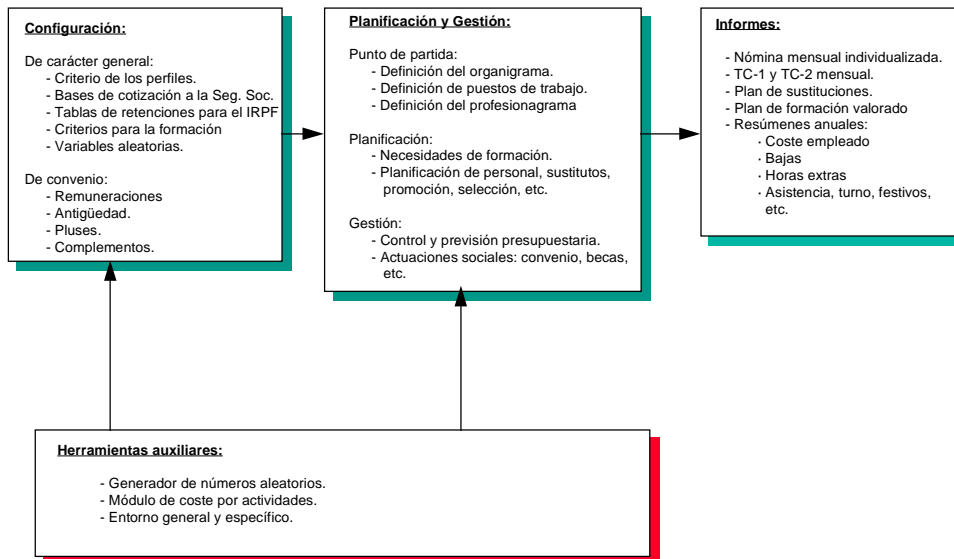 Configuración:
De carácter general:
- Criterio de los perfiles.
- Bases de cotización a la Seg. Soc.
- Tablas de retenciones para el IRPF
- Criterios para la formación
- Variables aleatorias.
De convenio:
- Remuneraciones
- Antigüedad.
- Pluses.
- Complementos.
Planificación y Gestión:
Punto de partida:
- Definición del organigrama.
- Definición de puestos de trabajo.
- Definición del profesionagrama
Planificación:
- Necesidades de formación.
- Planificación de personal, sustitutos,
promoción, selección, etc.
Gestión:
- Control y previsión presupuestaria.
- Actuaciones sociales: convenio, becas,
etc.
Informes:
- Nómina mensual individualizada.
- TC-1 y TC-2 mensual.
- Plan de sustituciones.
- Plan de formación valorado
- Resúmenes anuales:
· Coste empleado
· Bajas
· Horas extras
· Asistencia, turno, festivos,
etc.
Herramientas auxiliares:
- Generador de números aleatorios.
- Módulo de coste por actividades.
- Entorno general y específico.